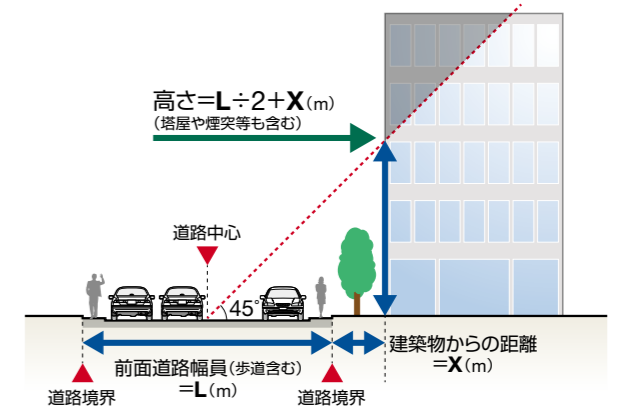 高さ=L÷2+X(m)
(塔屋や煙突等も含む)
道路中心
45°
建築物からの距離
=X(m)
前面道路幅員(歩道含む)
=L(m)
道路境界
道路境界